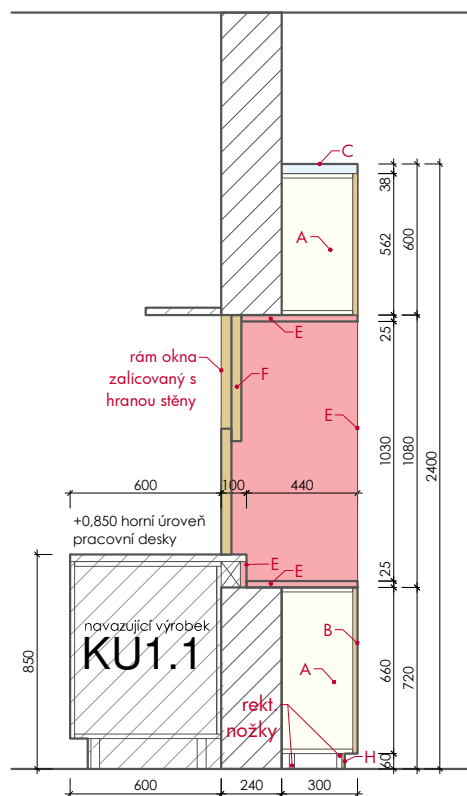 C
38
A
562
600
25
E
rám okna
zalícovaný s
hranou stěny
F
E
1030
1080
2400
600
100
440
+0,850 horní úroveň
pracovní desky
E
E
125
navazující výrobek
KU1.1
B
850
A
660
720
rekt.
nožky
H
60
600
240
300